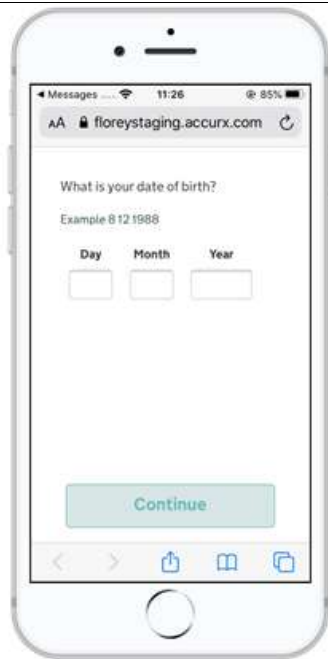 Messages .... 11:26 85%
AA floreystaging.accurx.com
What is your date of birth?
Example 8 12 1988
Day Month Year
Continue